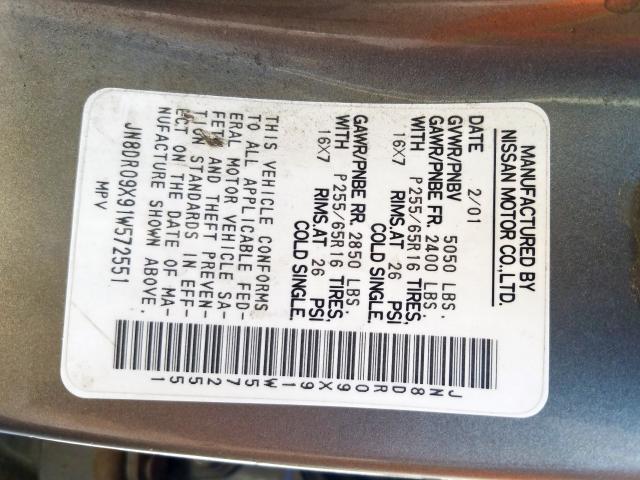 MANUFACTURED BY
NISSAN MOTOR CO.,LTD.
DATE 2/01
GVWR/PNBV 5050 LBS.
GAWR/PNBE FR. 2400 LBS.
WITH P255/65R16 TIRES,
16X7 RIMS,AT 26 PSI
COLD SINGLE.
GAWR/PNBE RR. 2850 LBS.
WITH P255/65R16 TIRES,
16X7 RIMS,AT 26 PSI
COLD SINGLE.
THIS VEHICLE CONFORMS
TO ALL APPLICABLE FED-
ERAL MOTOR VEHICLE SA-
FETY AND THEFT PREVEN-
TION STANDARDS IN EFF-
ECT ON THE DATE OF MA-
NUFACTURE SHOWN ABOVE.
JN8DR09X91W572551
MPV
JN8DR09X91W572551